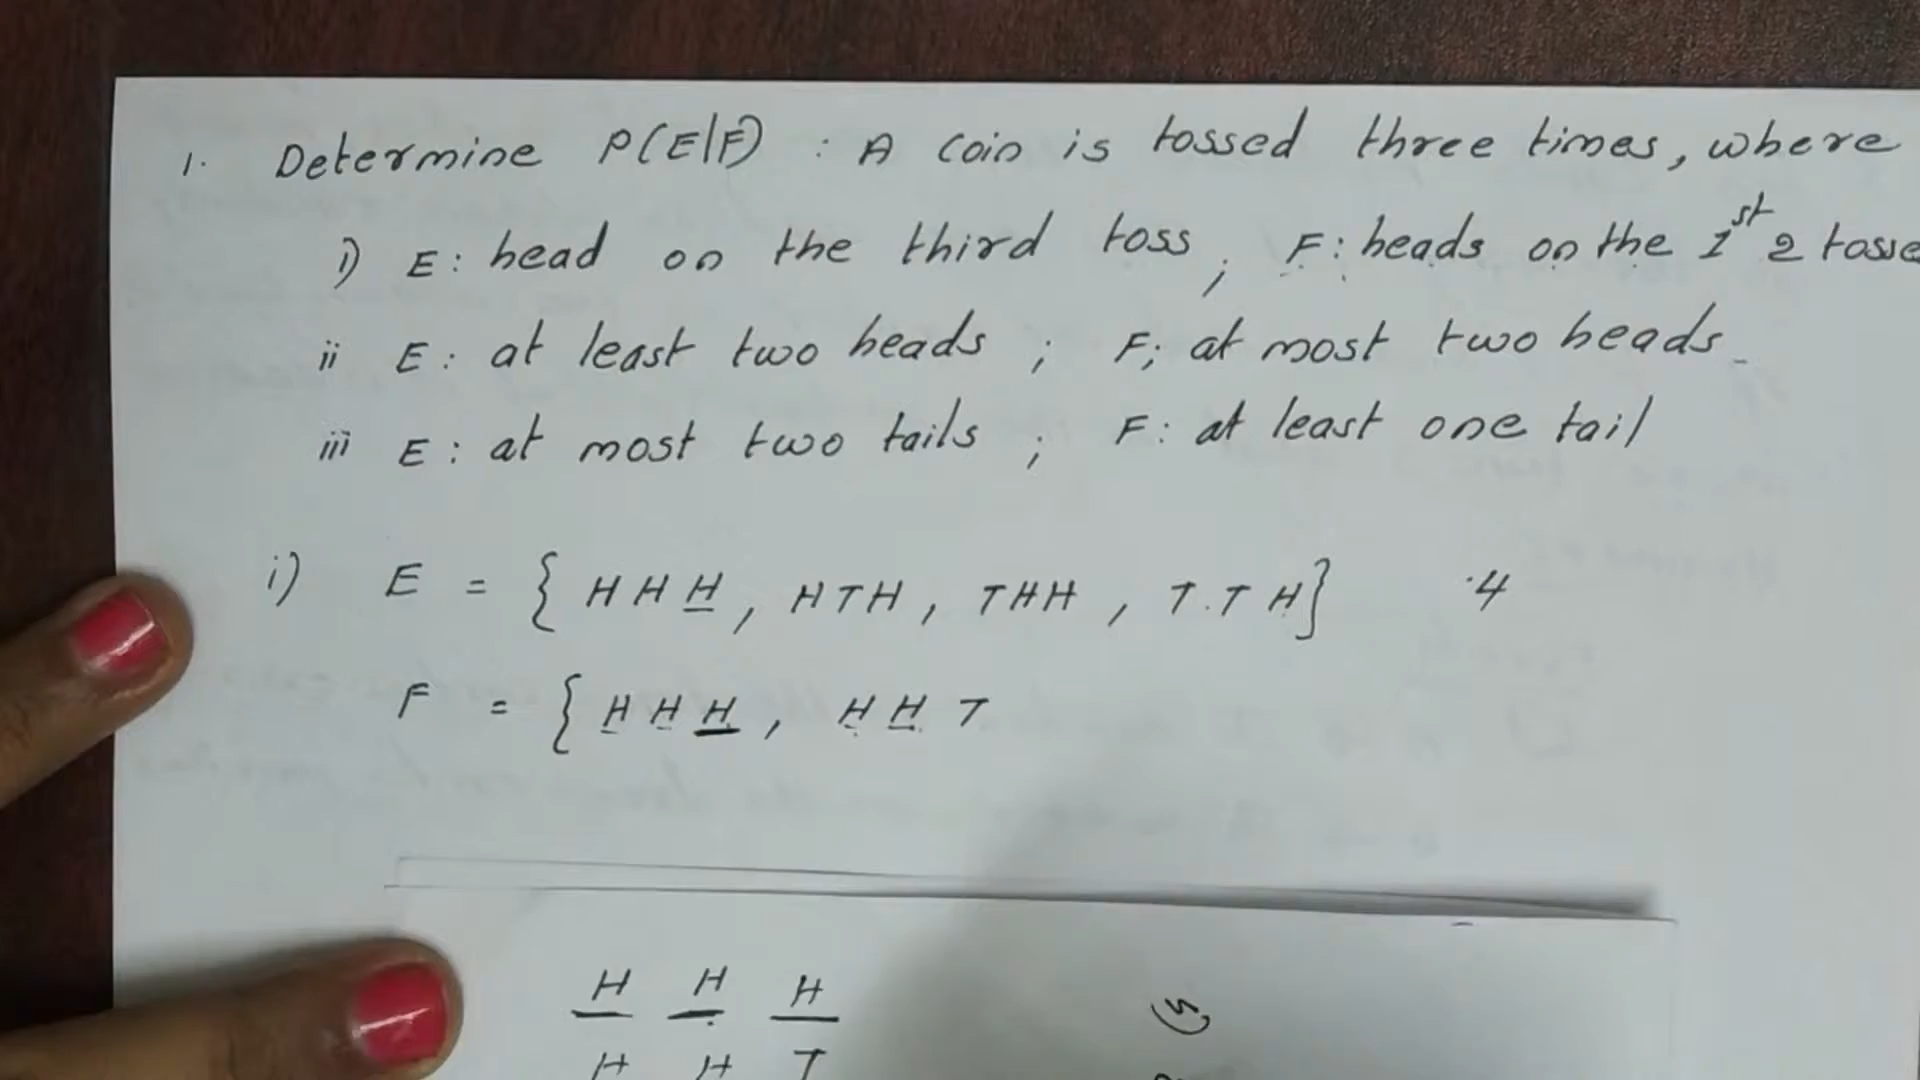 1. Determine P(E|F) : A coin is tossed three times, where
i) E: head on the third toss ; F: heads on the 1st 2 tosse
ii E: at least two heads ; F; at most two heads
iii E: at most two tails ; F: at least one tail
i) E = { HHH, HTH, THH, T.TH} 4
F = { HHH, HHT
H H H
H H T